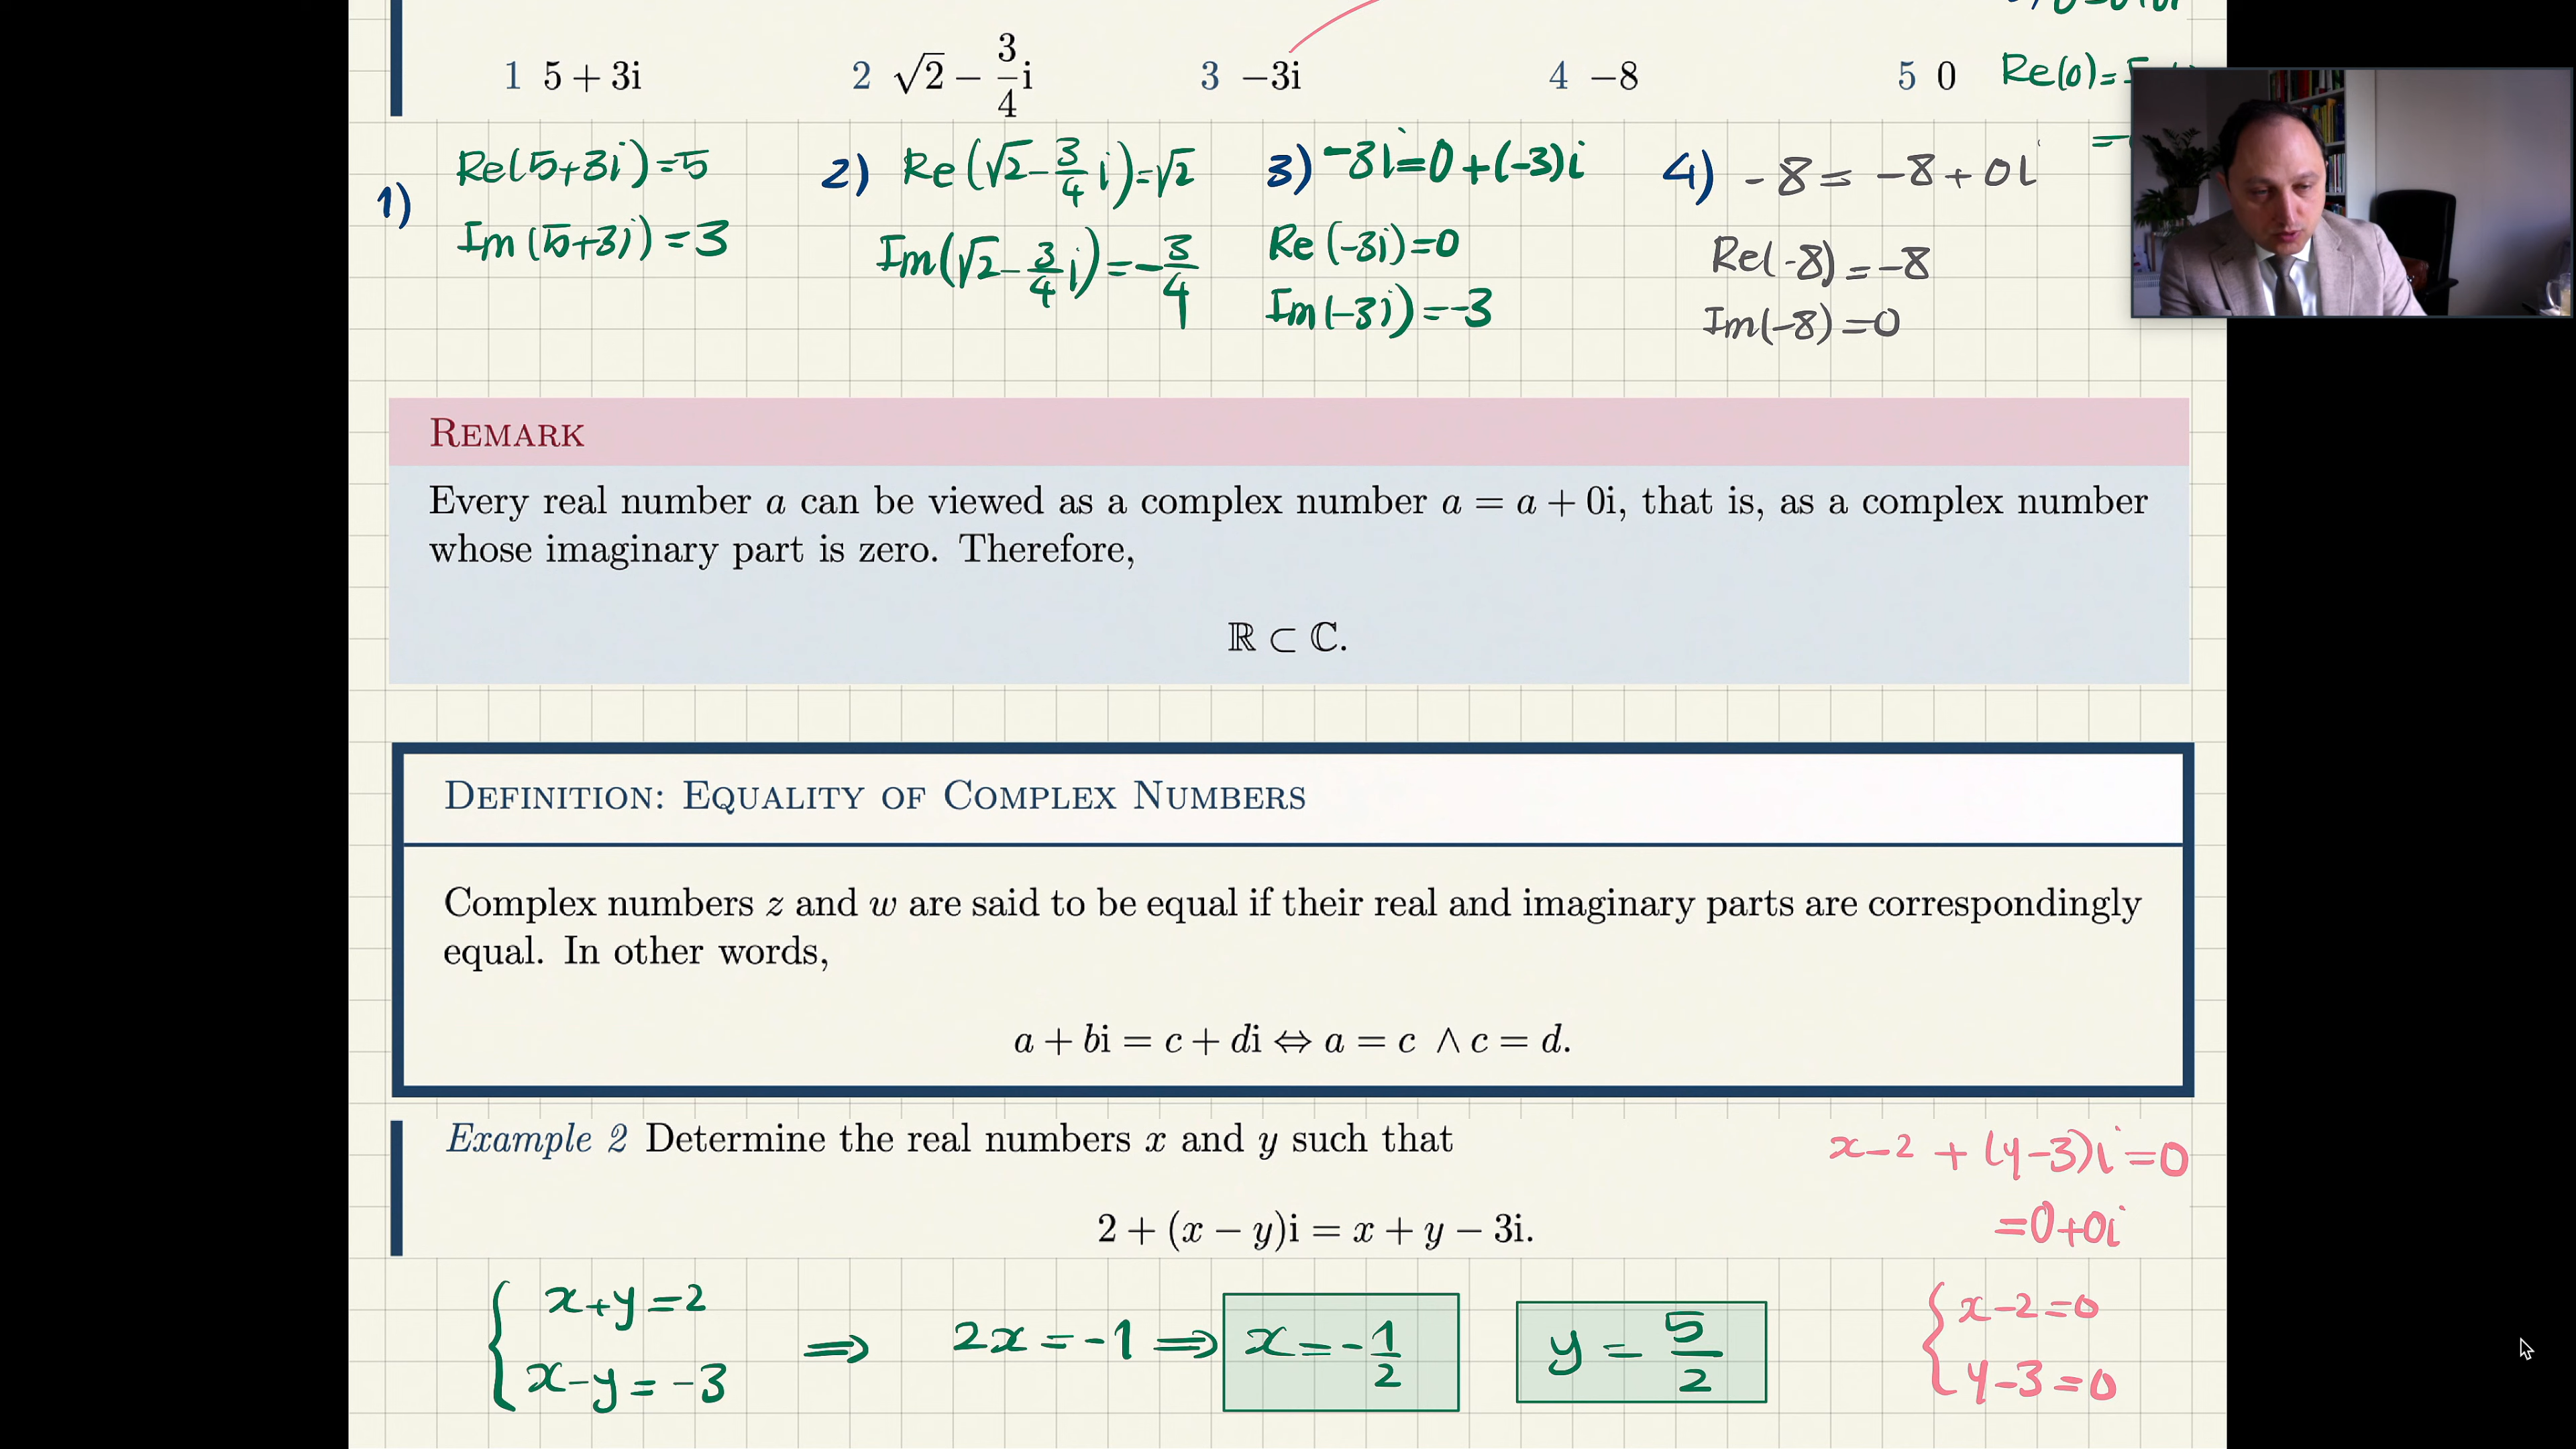 1 5 + 3i 2 √2 − 3/4 i 3 −3i 4 −8 5 0 Re(0)=
1) Re(5+3i)=5
Im(5+3i)=3
2) Re(√2-3/4 i)=√2
Im(√2-3/4 i)=-3/4
3) -3i=0+(-3)i
Re(-3i)=0
Im(-3i)=-3
4) -8= -8+0i
Re(-8)=-8
Im(-8)=0
REMARK
Every real number a can be viewed as a complex number a = a + 0i, that is, as a complex number
whose imaginary part is zero. Therefore,
ℝ ⊂ ℂ.
DEFINITION: EQUALITY OF COMPLEX NUMBERS
Complex numbers z and w are said to be equal if their real and imaginary parts are correspondingly
equal. In other words,
a + bi = c + di ⇔ a = c ∧ c = d.
Example 2 Determine the real numbers x and y such that
2 + (x − y)i = x + y − 3i.
x-2 + (y-3)i=0
=0+0i
{ x+y=2
x-y=-3
⟹ 2x=-1 ⟹ x=-1/2 y=5/2
{ x-2=0
y-3=0